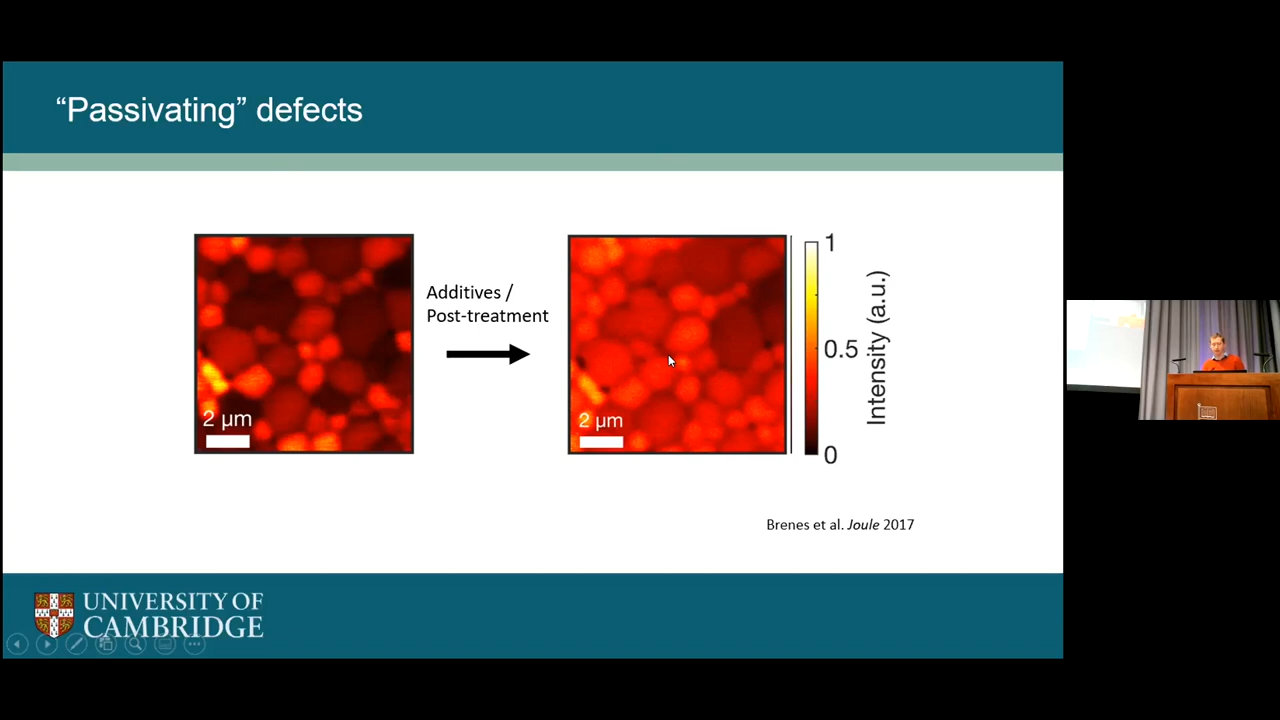 “Passivating” defects
2 μm
Additives /
Post-treatment
2 μm
1
0.5
0
Intensity (a.u.)
Brenes et al. Joule 2017
UNIVERSITY OF
CAMBRIDGE